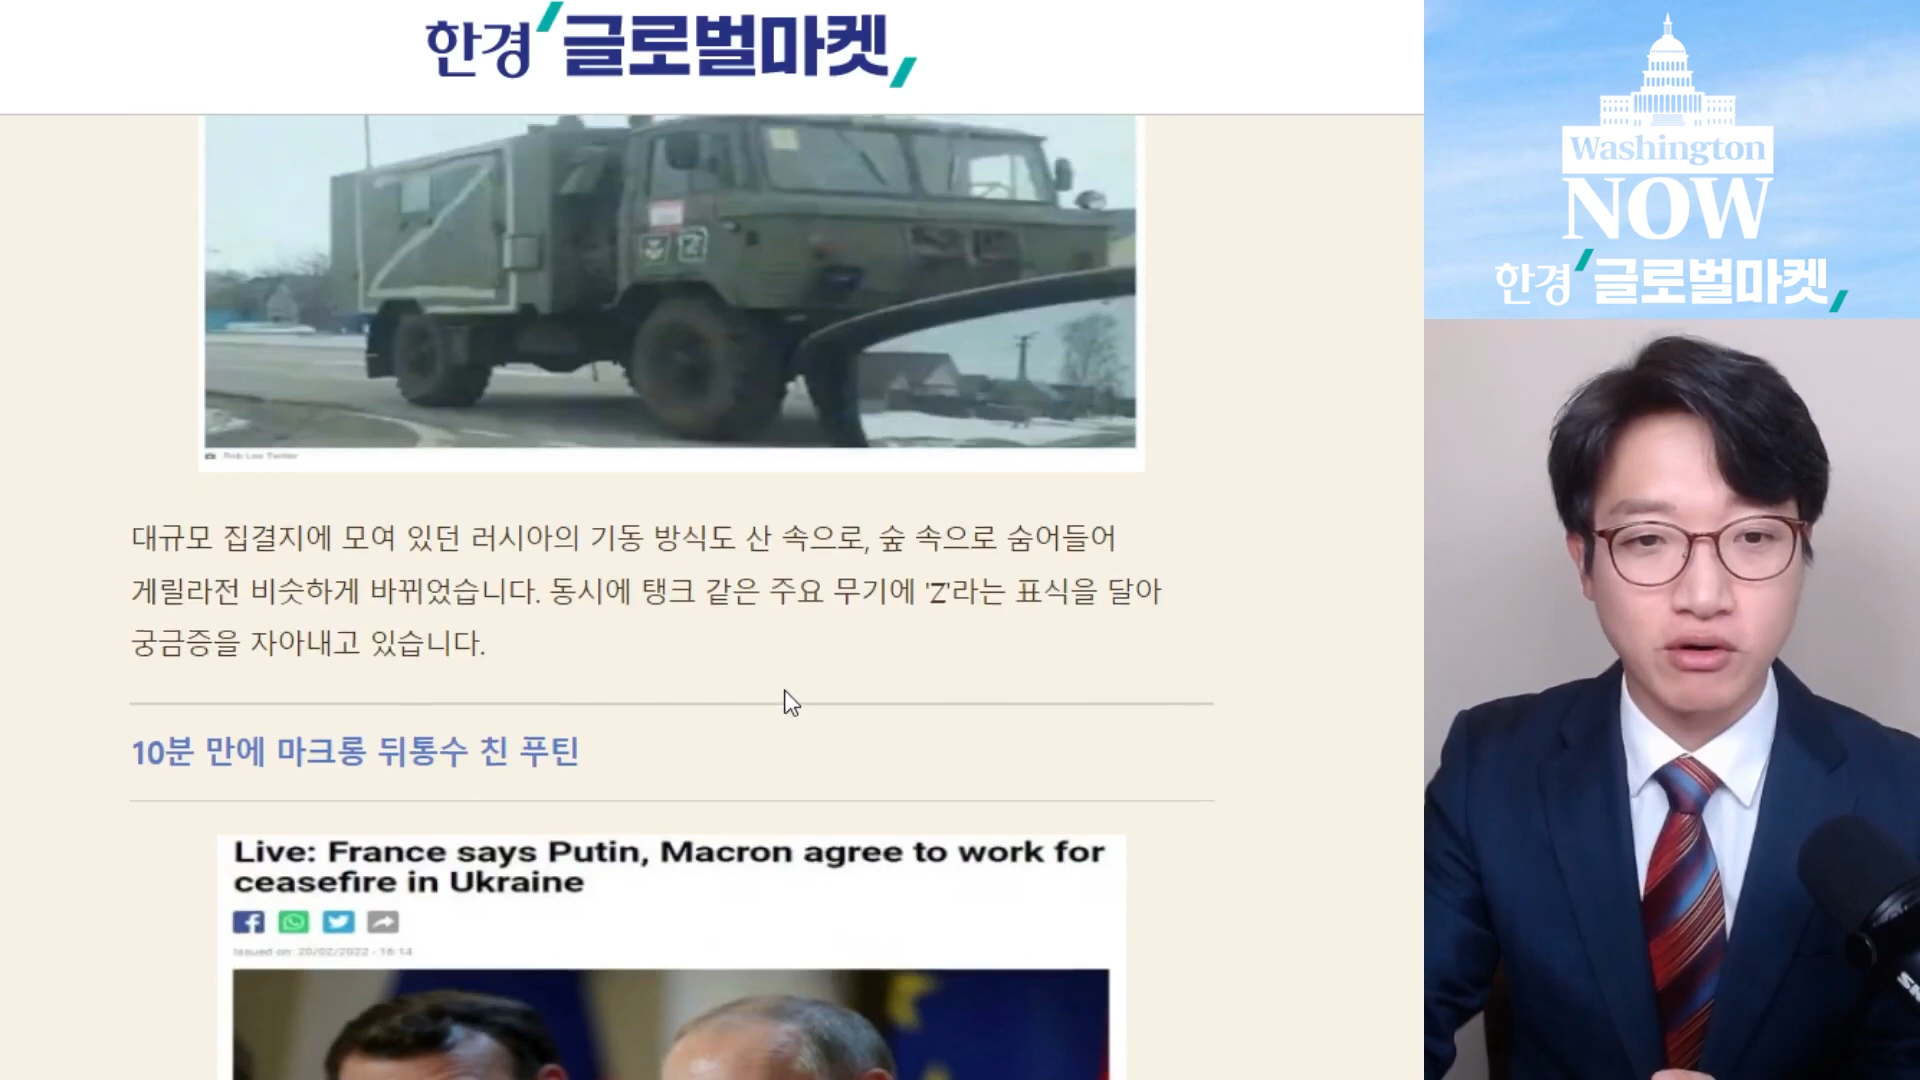 한경 글로벌마켓
Rob Lee Twitter
대규모 집결지에 모여 있던 러시아의 기동 방식도 산 속으로, 숲 속으로 숨어들어
게릴라전 비슷하게 바뀌었습니다. 동시에 탱크 같은 주요 무기에 'Z'라는 표식을 달아
궁금증을 자아내고 있습니다.
10분 만에 마크롱 뒤통수 친 푸틴
Live: France says Putin, Macron agree to work for
ceasefire in Ukraine
Issued on: 20/02/2022 - 16:14
Washington
NOW
한경 글로벌마켓